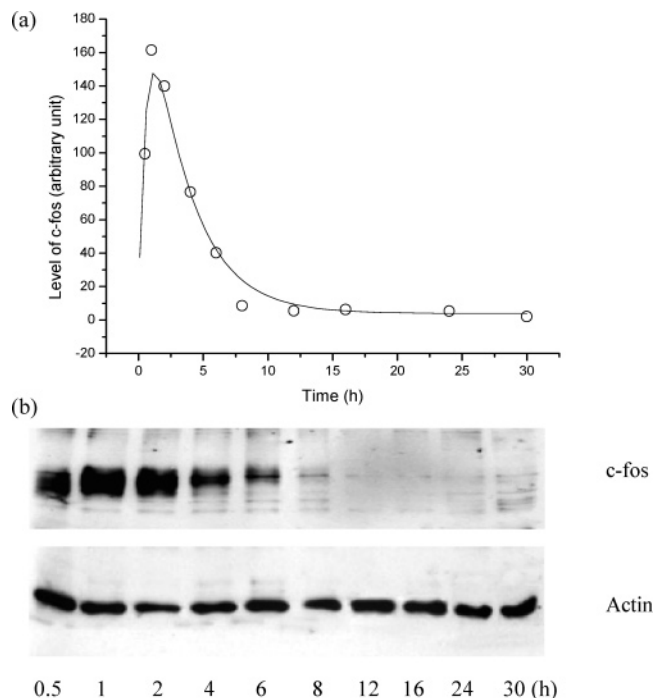 (a)
180
160
140
120
100
80
60
40
20
0
-20
Level of c-fos (arbitrary unit)
0 5 10 15 20 25 30
Time (h)
(b)
c-fos
Actin
0.5 1 2 4 6 8 12 16 24 30 (h)